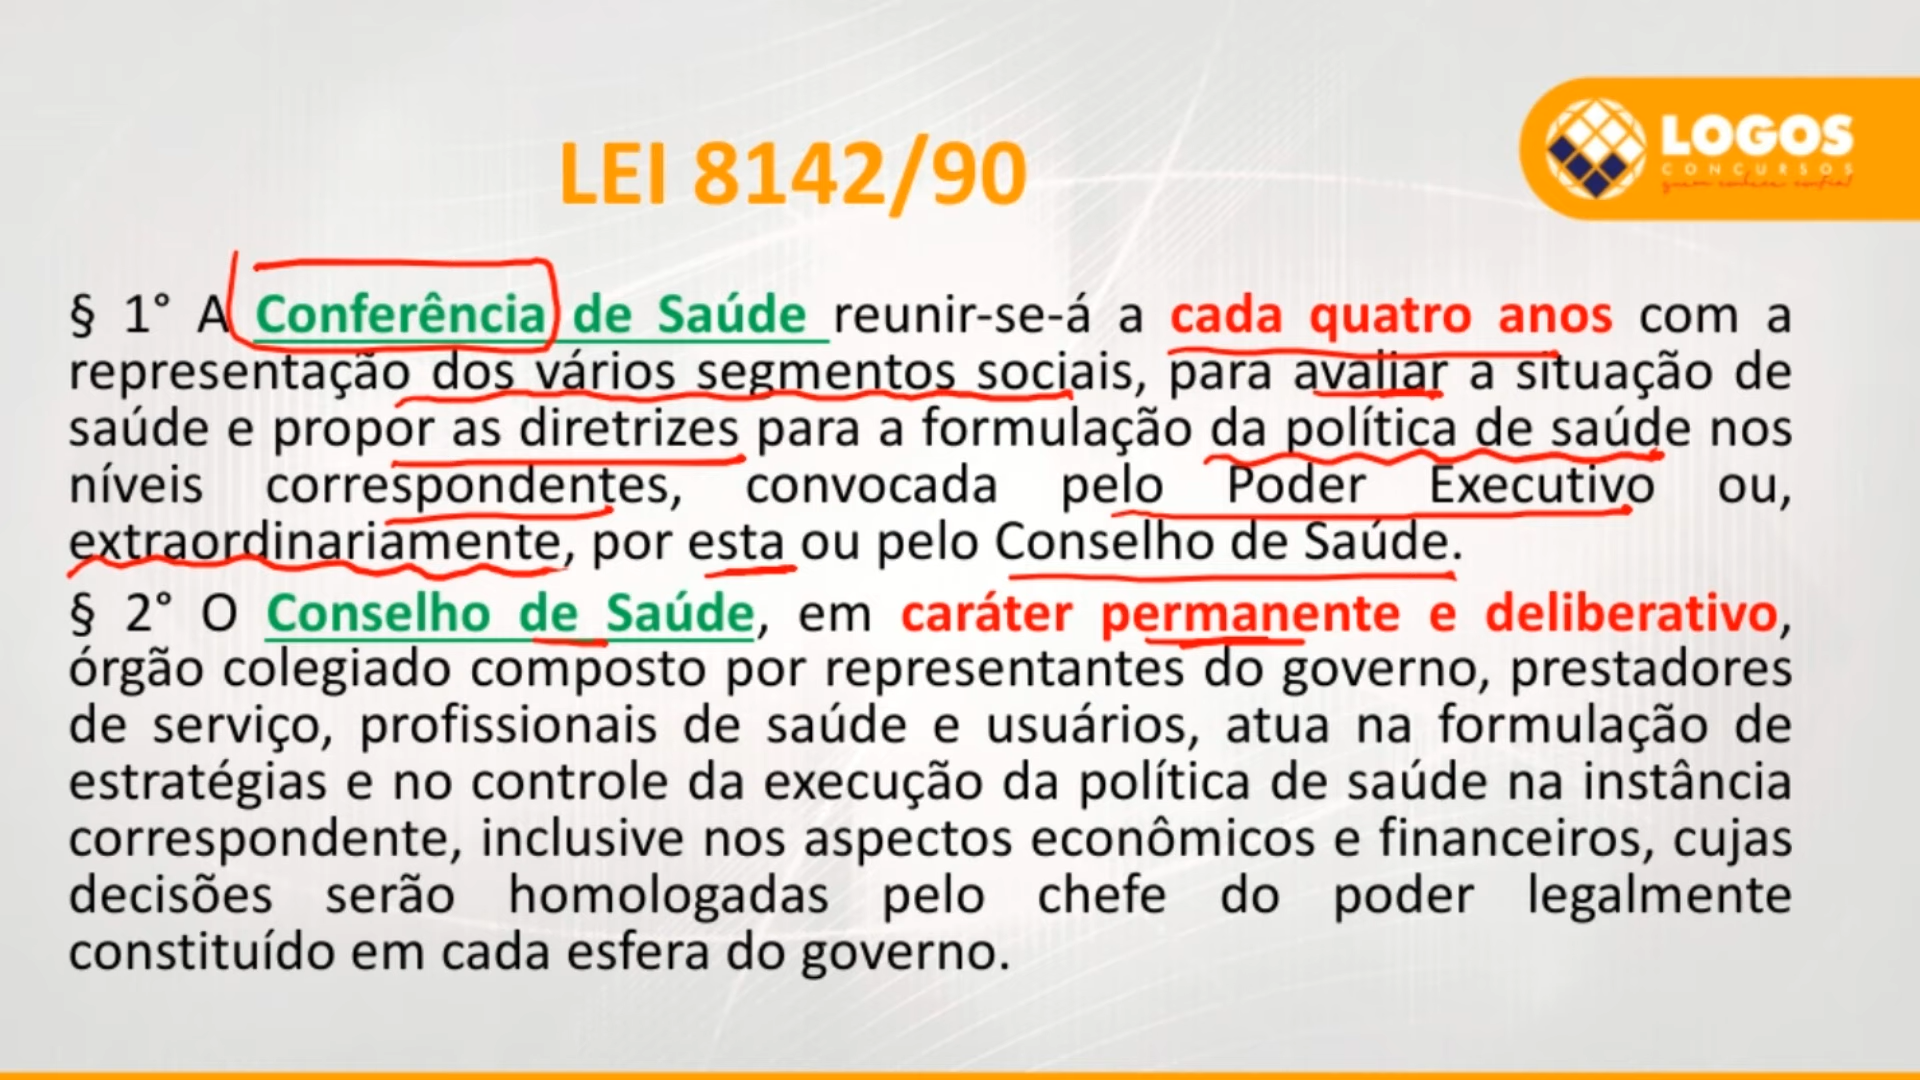 LOGOS
CONCURSOS
LEI 8142/90
§ 1° A Conferência de Saúde reunir-se-á a cada quatro anos com a
representação dos vários segmentos sociais, para avaliar a situação de
saúde e propor as diretrizes para a formulação da política de saúde nos
níveis correspondentes, convocada pelo Poder Executivo ou,
extraordinariamente, por esta ou pelo Conselho de Saúde.
§ 2° O Conselho de Saúde, em caráter permanente e deliberativo,
órgão colegiado composto por representantes do governo, prestadores
de serviço, profissionais de saúde e usuários, atua na formulação de
estratégias e no controle da execução da política de saúde na instância
correspondente, inclusive nos aspectos econômicos e financeiros, cujas
decisões serão homologadas pelo chefe do poder legalmente
constituído em cada esfera do governo.